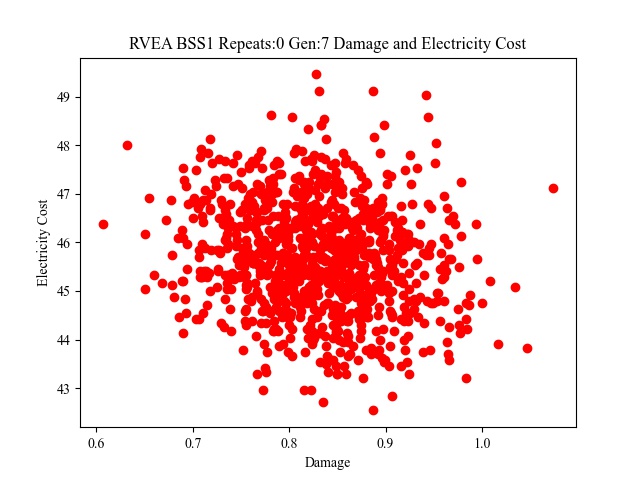 RVEA BSS1 Repeats:0 Gen:7 Damage and Electricity Cost
49
48
47
46
45
44
43
Electricity Cost
0.6 0.7 0.8 0.9 1.0
Damage